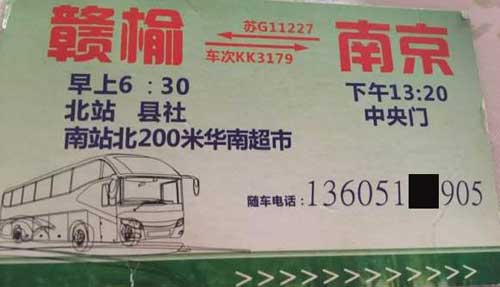 赣榆 苏G11227 南京
车次KK3179
早上6：30 下午13:20
北站 县社 中央门
南站北200米华南超市
随车电话：136051 905